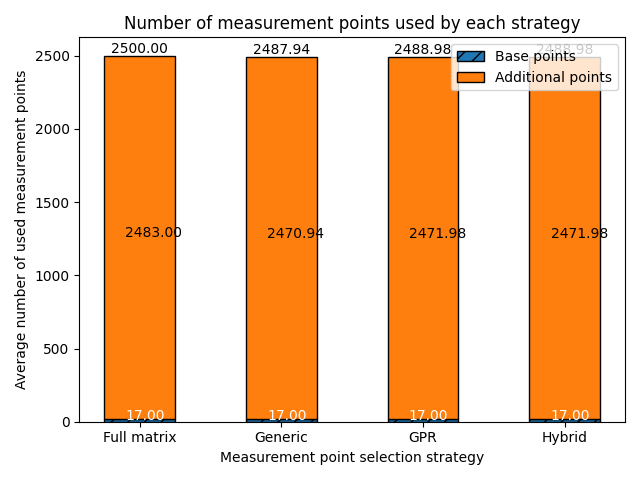 Number of measurement points used by each strategy
Average number of used measurement points
2500
2000
1500
1000
500
0
2500.00
2487.94
2488.98
2488.98
Base points
Additional points
2483.00
2470.94
2471.98
2471.98
17.00
17.00
17.00
17.00
Full matrix
Generic
GPR
Hybrid
Measurement point selection strategy